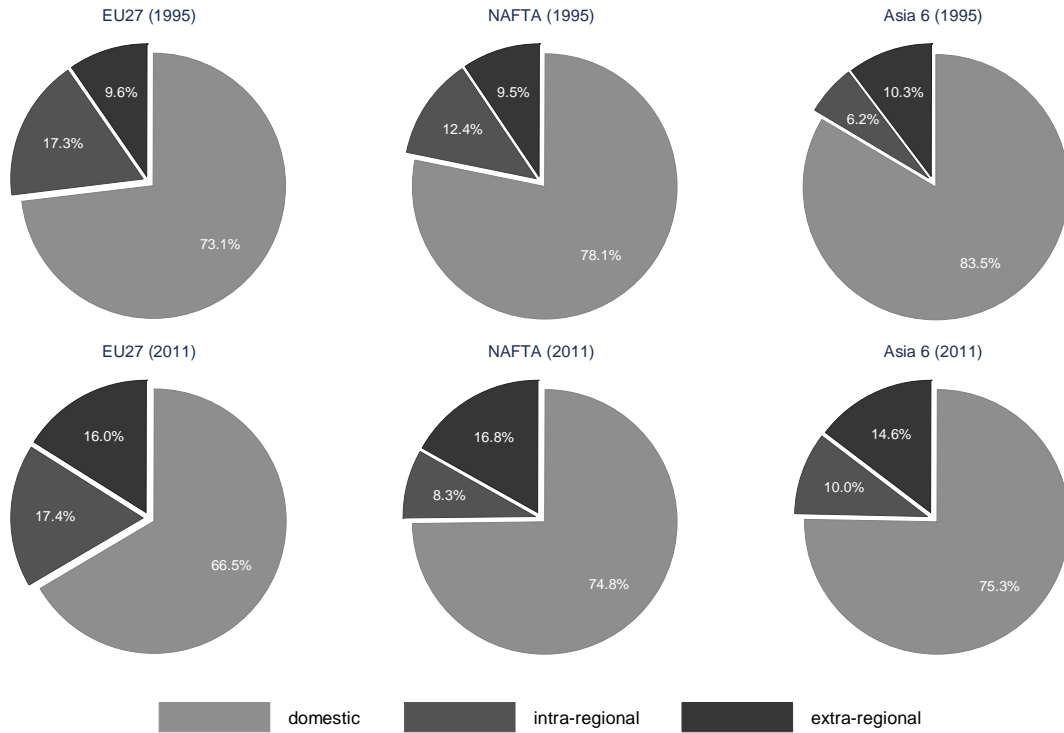 EU27 (1995) NAFTA (1995) Asia 6 (1995)
9.6% 9.5% 10.3%
17.3% 12.4% 6.2%
73.1% 78.1% 83.5%
EU27 (2011) NAFTA (2011) Asia 6 (2011)
16.0% 16.8% 14.6%
17.4% 8.3% 10.0%
66.5% 74.8% 75.3%
domestic intra-regional extra-regional